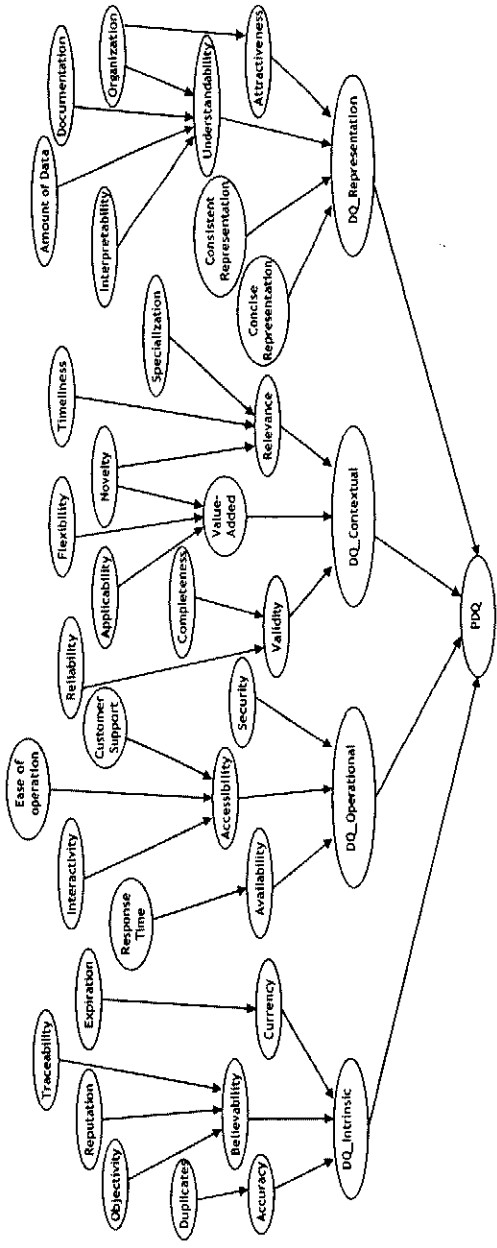 Traceability
Reputation
Objectivity
Duplicates
Expiration
Believability
Accuracy
Currency
DQ_Intrinsic
Ease of
operation
Interactivity
Customer
Support
Response
Time
Accessibility
Availability
Security
DQ_Operational
Reliability
Applicability
Flexibility
Novelty
Timeliness
Specialization
Completeness
Value-
Added
Validity
Relevance
DQ_Contextual
Amount of Data
Documentation
Organization
Interpretability
Understandability
Attractiveness
Consistent
Representation
Concise
Representation
DQ_Representation
PDQ